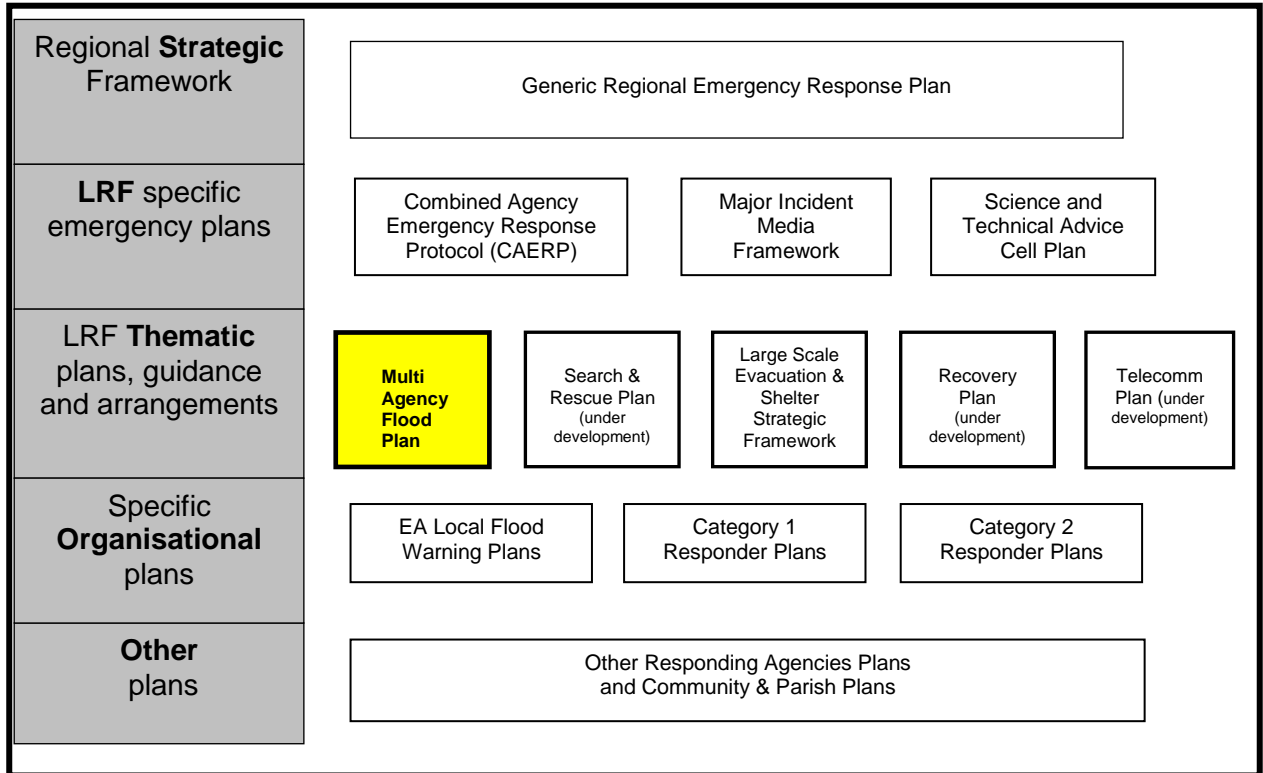 Regional Strategic
Framework
Generic Regional Emergency Response Plan
LRF specific
emergency plans
Combined Agency
Emergency Response
Protocol (CAERP)
Major Incident
Media
Framework
Science and
Technical Advice
Cell Plan
LRF Thematic
plans, guidance
and arrangements
Multi
Agency
Flood
Plan
Search &
Rescue Plan
(under
development)
Large Scale
Evacuation &
Shelter
Strategic
Framework
Recovery
Plan
(under
development)
Telecomm
Plan (under
development)
Specific
Organisational
plans
EA Local Flood
Warning Plans
Category 1
Responder Plans
Category 2
Responder Plans
Other
plans
Other Responding Agencies Plans
and Community & Parish Plans